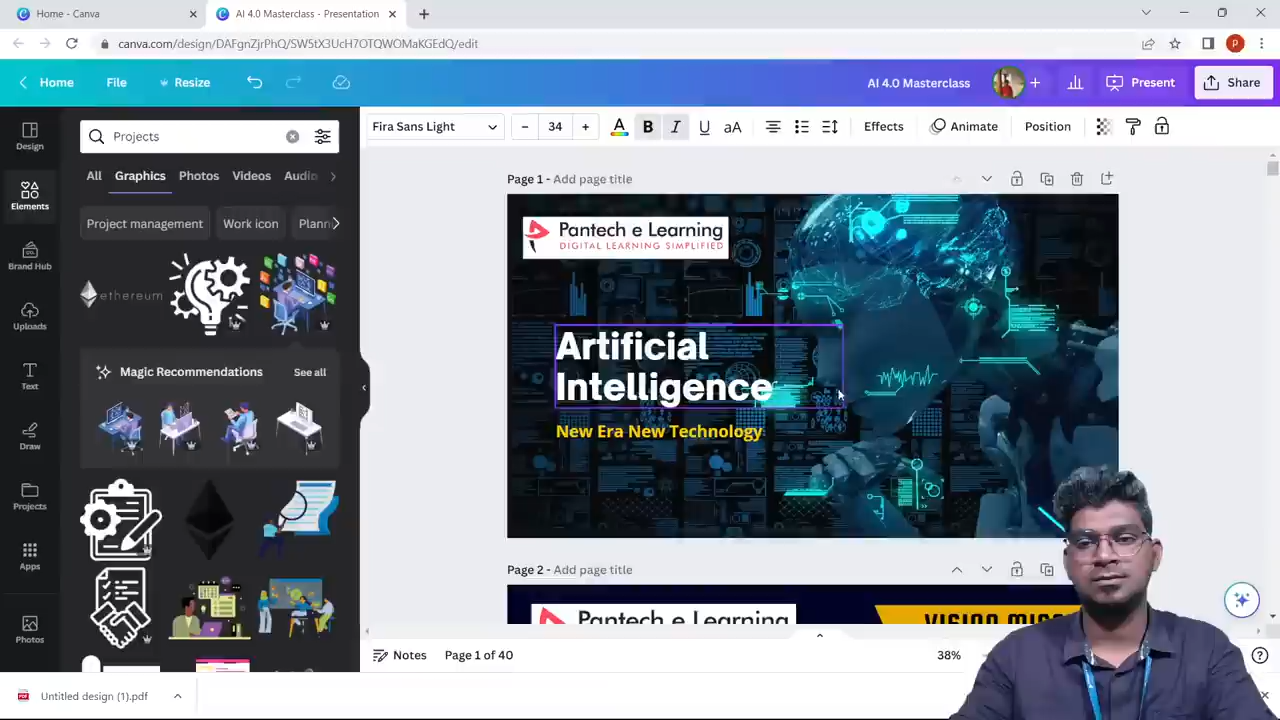 Home - Canva
AI 4.0 Masterclass - Presentation
canva.com/design/DAFgnZjrPhQ/SW5tX3UcH7OTQWOMaKGEdQ/edit
Home
File
Resize
AI 4.0 Masterclass
Present
Share
Design
Elements
Brand Hub
Uploads
Text
Draw
Projects
Apps
Photos
Projects
All
Graphics
Photos
Videos
Audio
Project management
Work icon
Plann
ethereum
Magic Recommendations
See all
Fira Sans Light
34
B
I
U
aA
Effects
Animate
Position
Page 1 - Add page title
Pantech e Learning
DIGITAL LEARNING SIMPLIFIED
Artificial
Intelligence
New Era New Technology
Page 2 - Add page title
Pantech e Learning
Notes
Page 1 of 40
38%
Untitled design (1).pdf